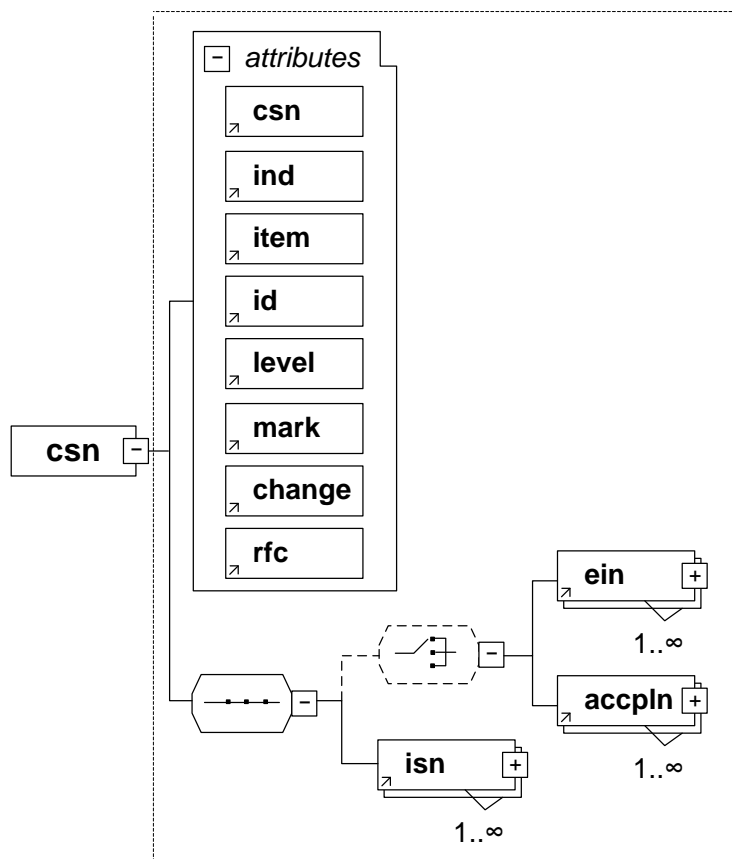 attributes
csn
ind
item
id
level
mark
change
rfc
csn
ein
1..∞
accpln
1..∞
isn
1..∞